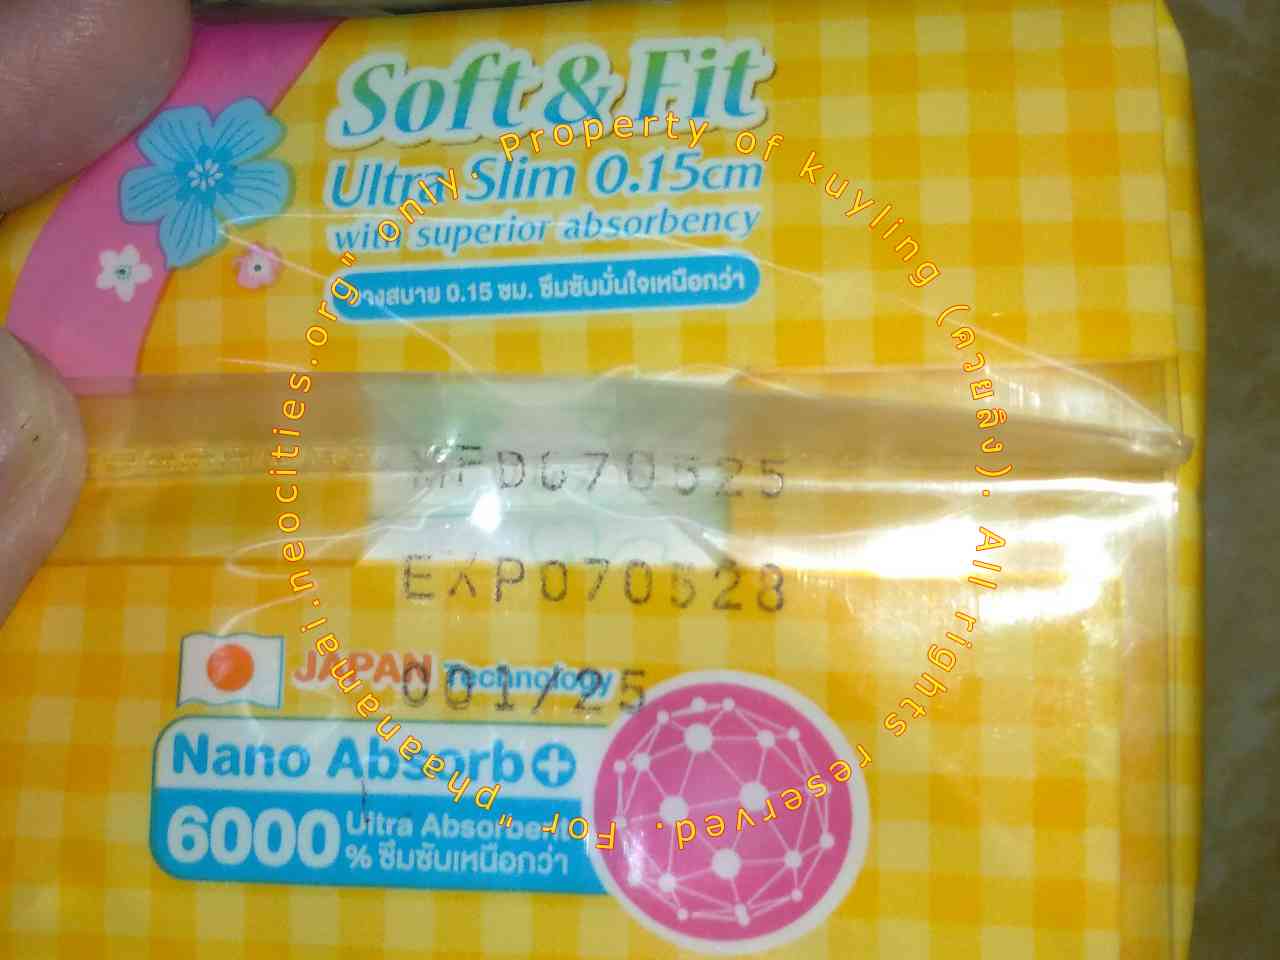 Soft & Fit
Ultra Slim 0.15cm
with superior absorbency
บางสบาย 0.15 ซม. ซึมซับมั่นใจเหนือกว่า
MFD070525
EXP070528
JAPAN Technology
001/25
Nano Absorb+
6000 Ultra Absorbent
% ซึมซับเหนือกว่า
Property of kuyling (ควยลิง). All rights reserved. For "phaanamai.neocities.org" only.